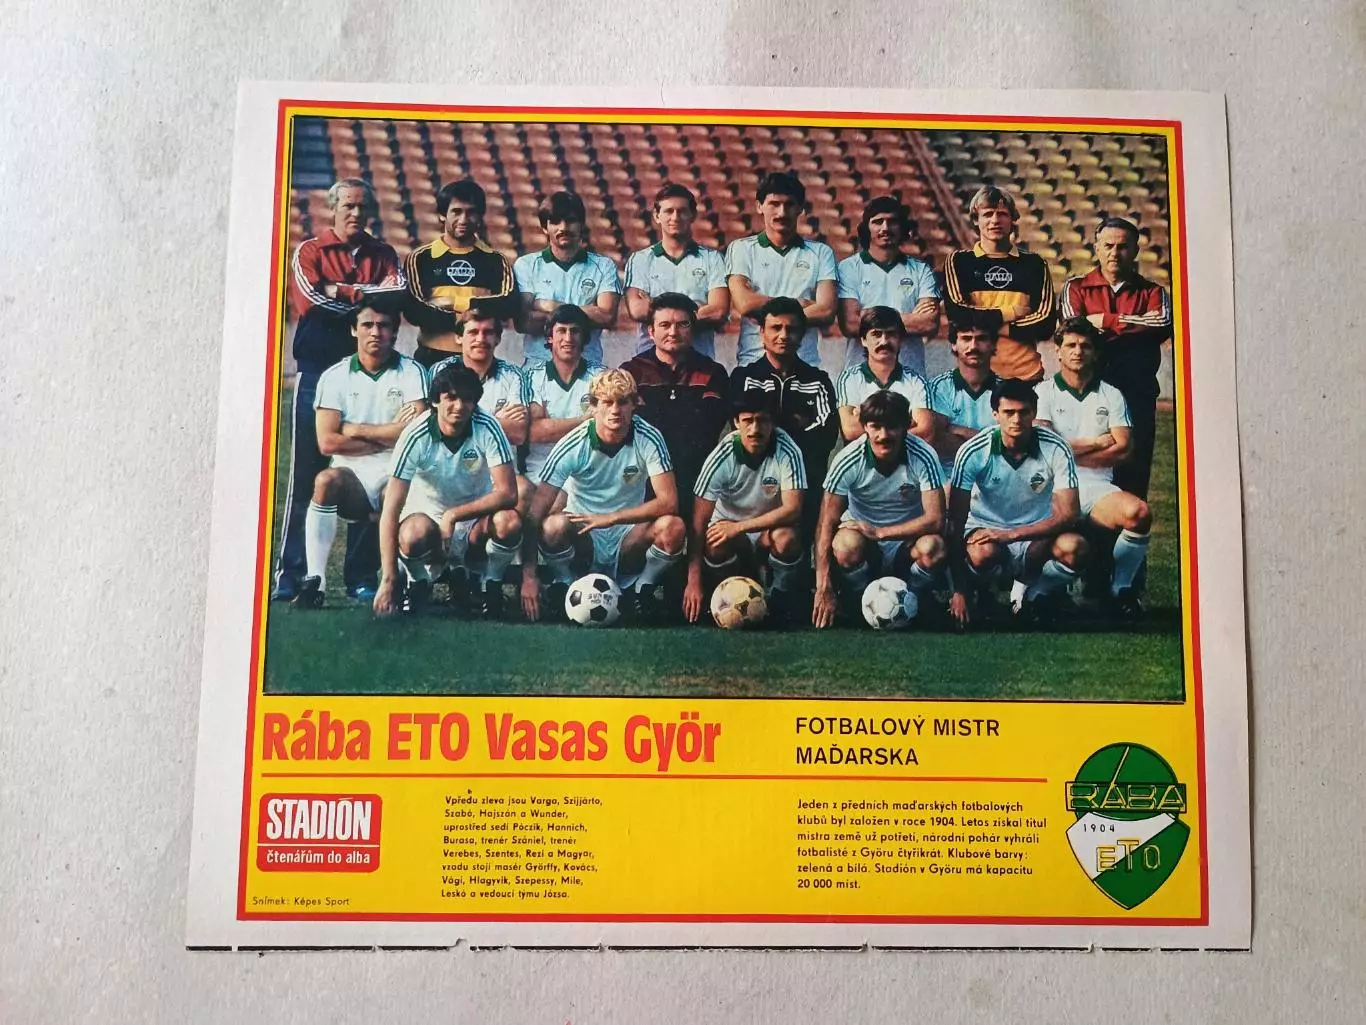 Rába ETO Vasas Györ
FOTBALOVÝ MISTR
MAĎARSKA
STADIÓN
čtenářům do alba
Snímek: Képes Sport
Vpředu zleva jsou Varga, Szijjárto,
Szabó, Hajszán a Wunder,
uprostřed sedí Póczik, Hannich,
Burasa, trenér Szániel, trenér
Verebes, Szentes, Rezi a Magyar,
vzadu stojí masér Györffy, Kovács,
Vági, Hlagyvik, Szepessy, Mile,
Leskó a vedoucí týmu Józsa.
Jeden z předních maďarských fotbalových
klubů byl založen v roce 1904. Letos získal titul
mistra země už potřetí, národní pohár vyhráli
fotbalisté z Györu čtyřikrát. Klubové barvy:
zelená a bílá. Stadión v Györu má kapacitu
20 000 míst.
RÁBA
1904
ETO